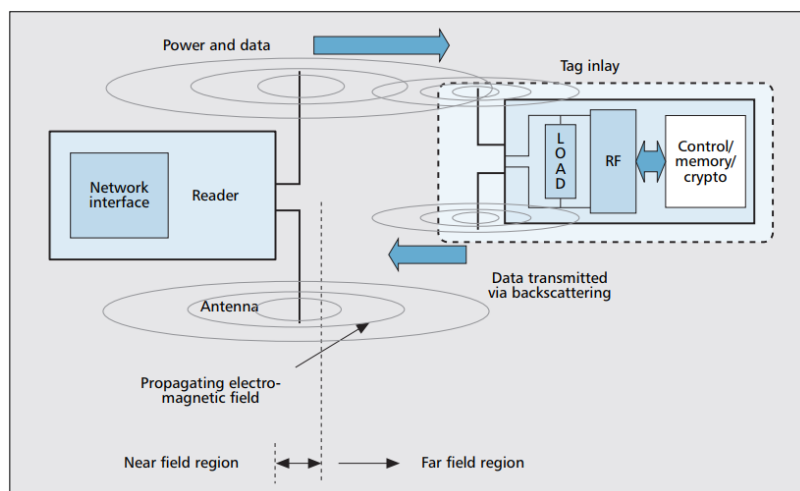 Power and data
Tag inlay
Network
interface
Reader
L
O
A
D
RF
Control/
memory/
crypto
Data transmitted
via backscattering
Antenna
Propagating electro-
magnetic field
Near field region
Far field region